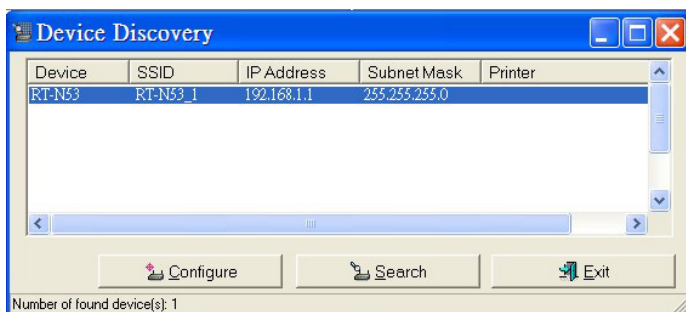 Device Discovery
Device SSID IP Address Subnet Mask Printer
RT-N53 RT-N53_1 192.168.1.1 255.255.255.0
Configure Search Exit
Number of found device(s): 1